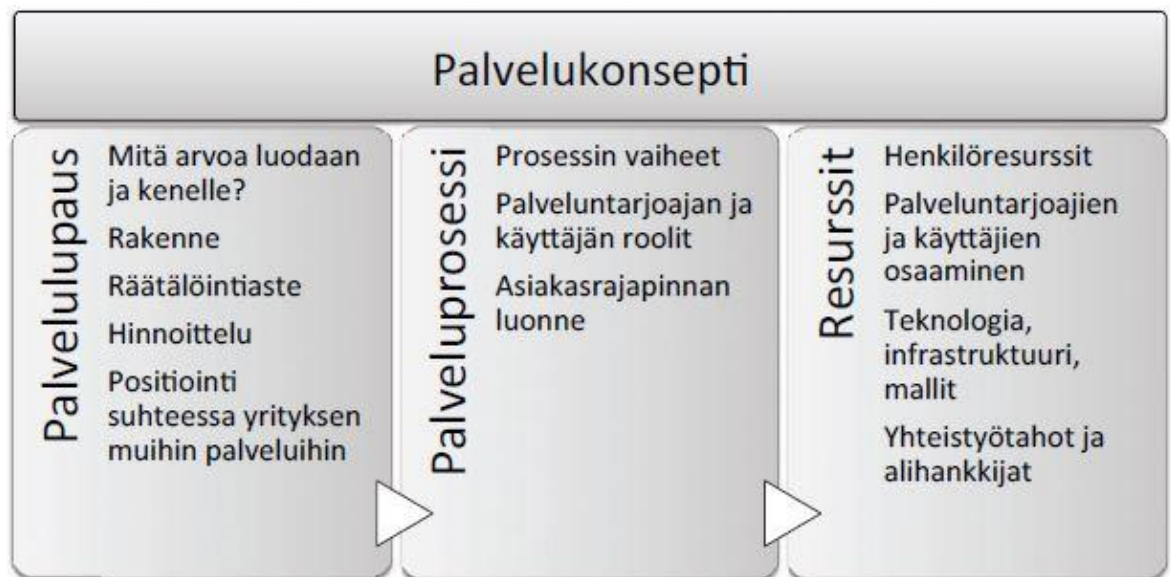 Palvelukonsepti
Palvelulupaus
Mitä arvoa luodaan
ja kenelle?
Rakenne
Räätälöintiaste
Hinnoittelu
Positiointi
suhteessa yrityksen
muihin palveluihin
Palveluprosessi
Prosessin vaiheet
Palveluntarjoajan ja
käyttäjän roolit
Asiakasrajapinnan
luonne
Resurssit
Henkilöresurssit
Palveluntarjoajien
ja käyttäjien
osaaminen
Teknologia,
infrastruktuuri,
mallit
Yhteistyötahot ja
alihankkijat